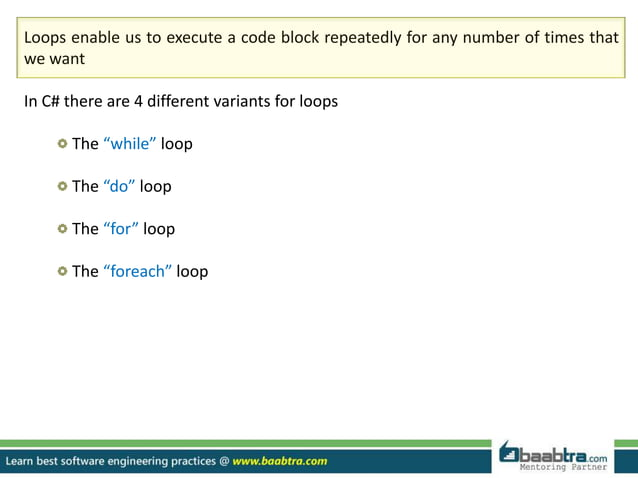 Loops enable us to execute a code block repeatedly for any number of times that
we want
In C# there are 4 different variants for loops
The “while” loop
The “do” loop
The “for” loop
The “foreach” loop
Learn best software engineering practices @ www.baabtra.com
baabtra.com
Mentoring Partner